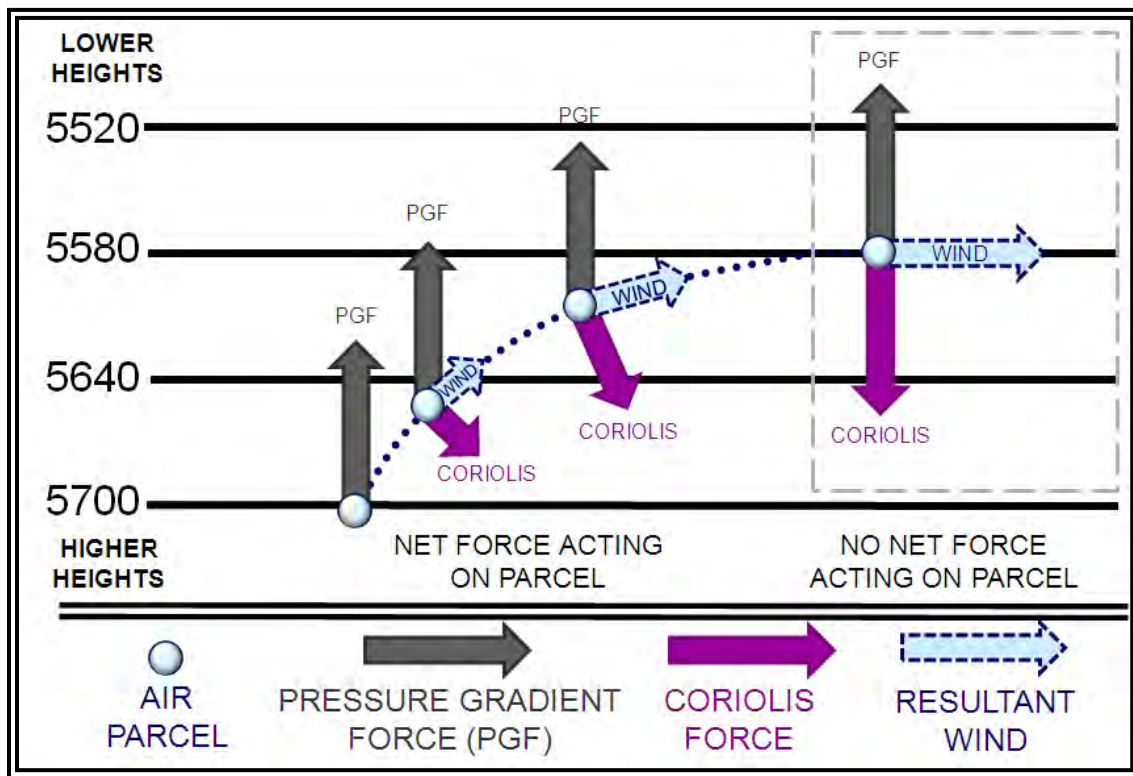 LOWER
HEIGHTS
PGF
5520
PGF
PGF
5580
WIND
WIND
PGF
5640
WIND
CORIOLIS
CORIOLIS
CORIOLIS
5700
HIGHER
HEIGHTS
NET FORCE ACTING
ON PARCEL
NO NET FORCE
ACTING ON PARCEL
AIR
PARCEL
PRESSURE GRADIENT
FORCE (PGF)
CORIOLIS
FORCE
RESULTANT
WIND